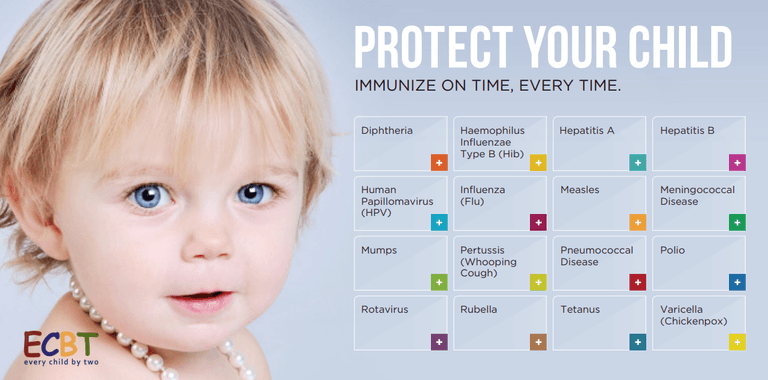 PROTECT YOUR CHILD
IMMUNIZE ON TIME, EVERY TIME.
Diphtheria
+
Haemophilus
Influenzae
Type B (Hib)
+
Hepatitis A
+
Hepatitis B
+
Human
Papillomavirus
(HPV)
+
Influenza
(Flu)
+
Measles
+
Meningococcal
Disease
+
Mumps
+
Pertussis
(Whooping
Cough)
+
Pneumococcal
Disease
+
Polio
+
Rotavirus
+
Rubella
+
Tetanus
+
Varicella
(Chickenpox)
+
ECBT
every child by two